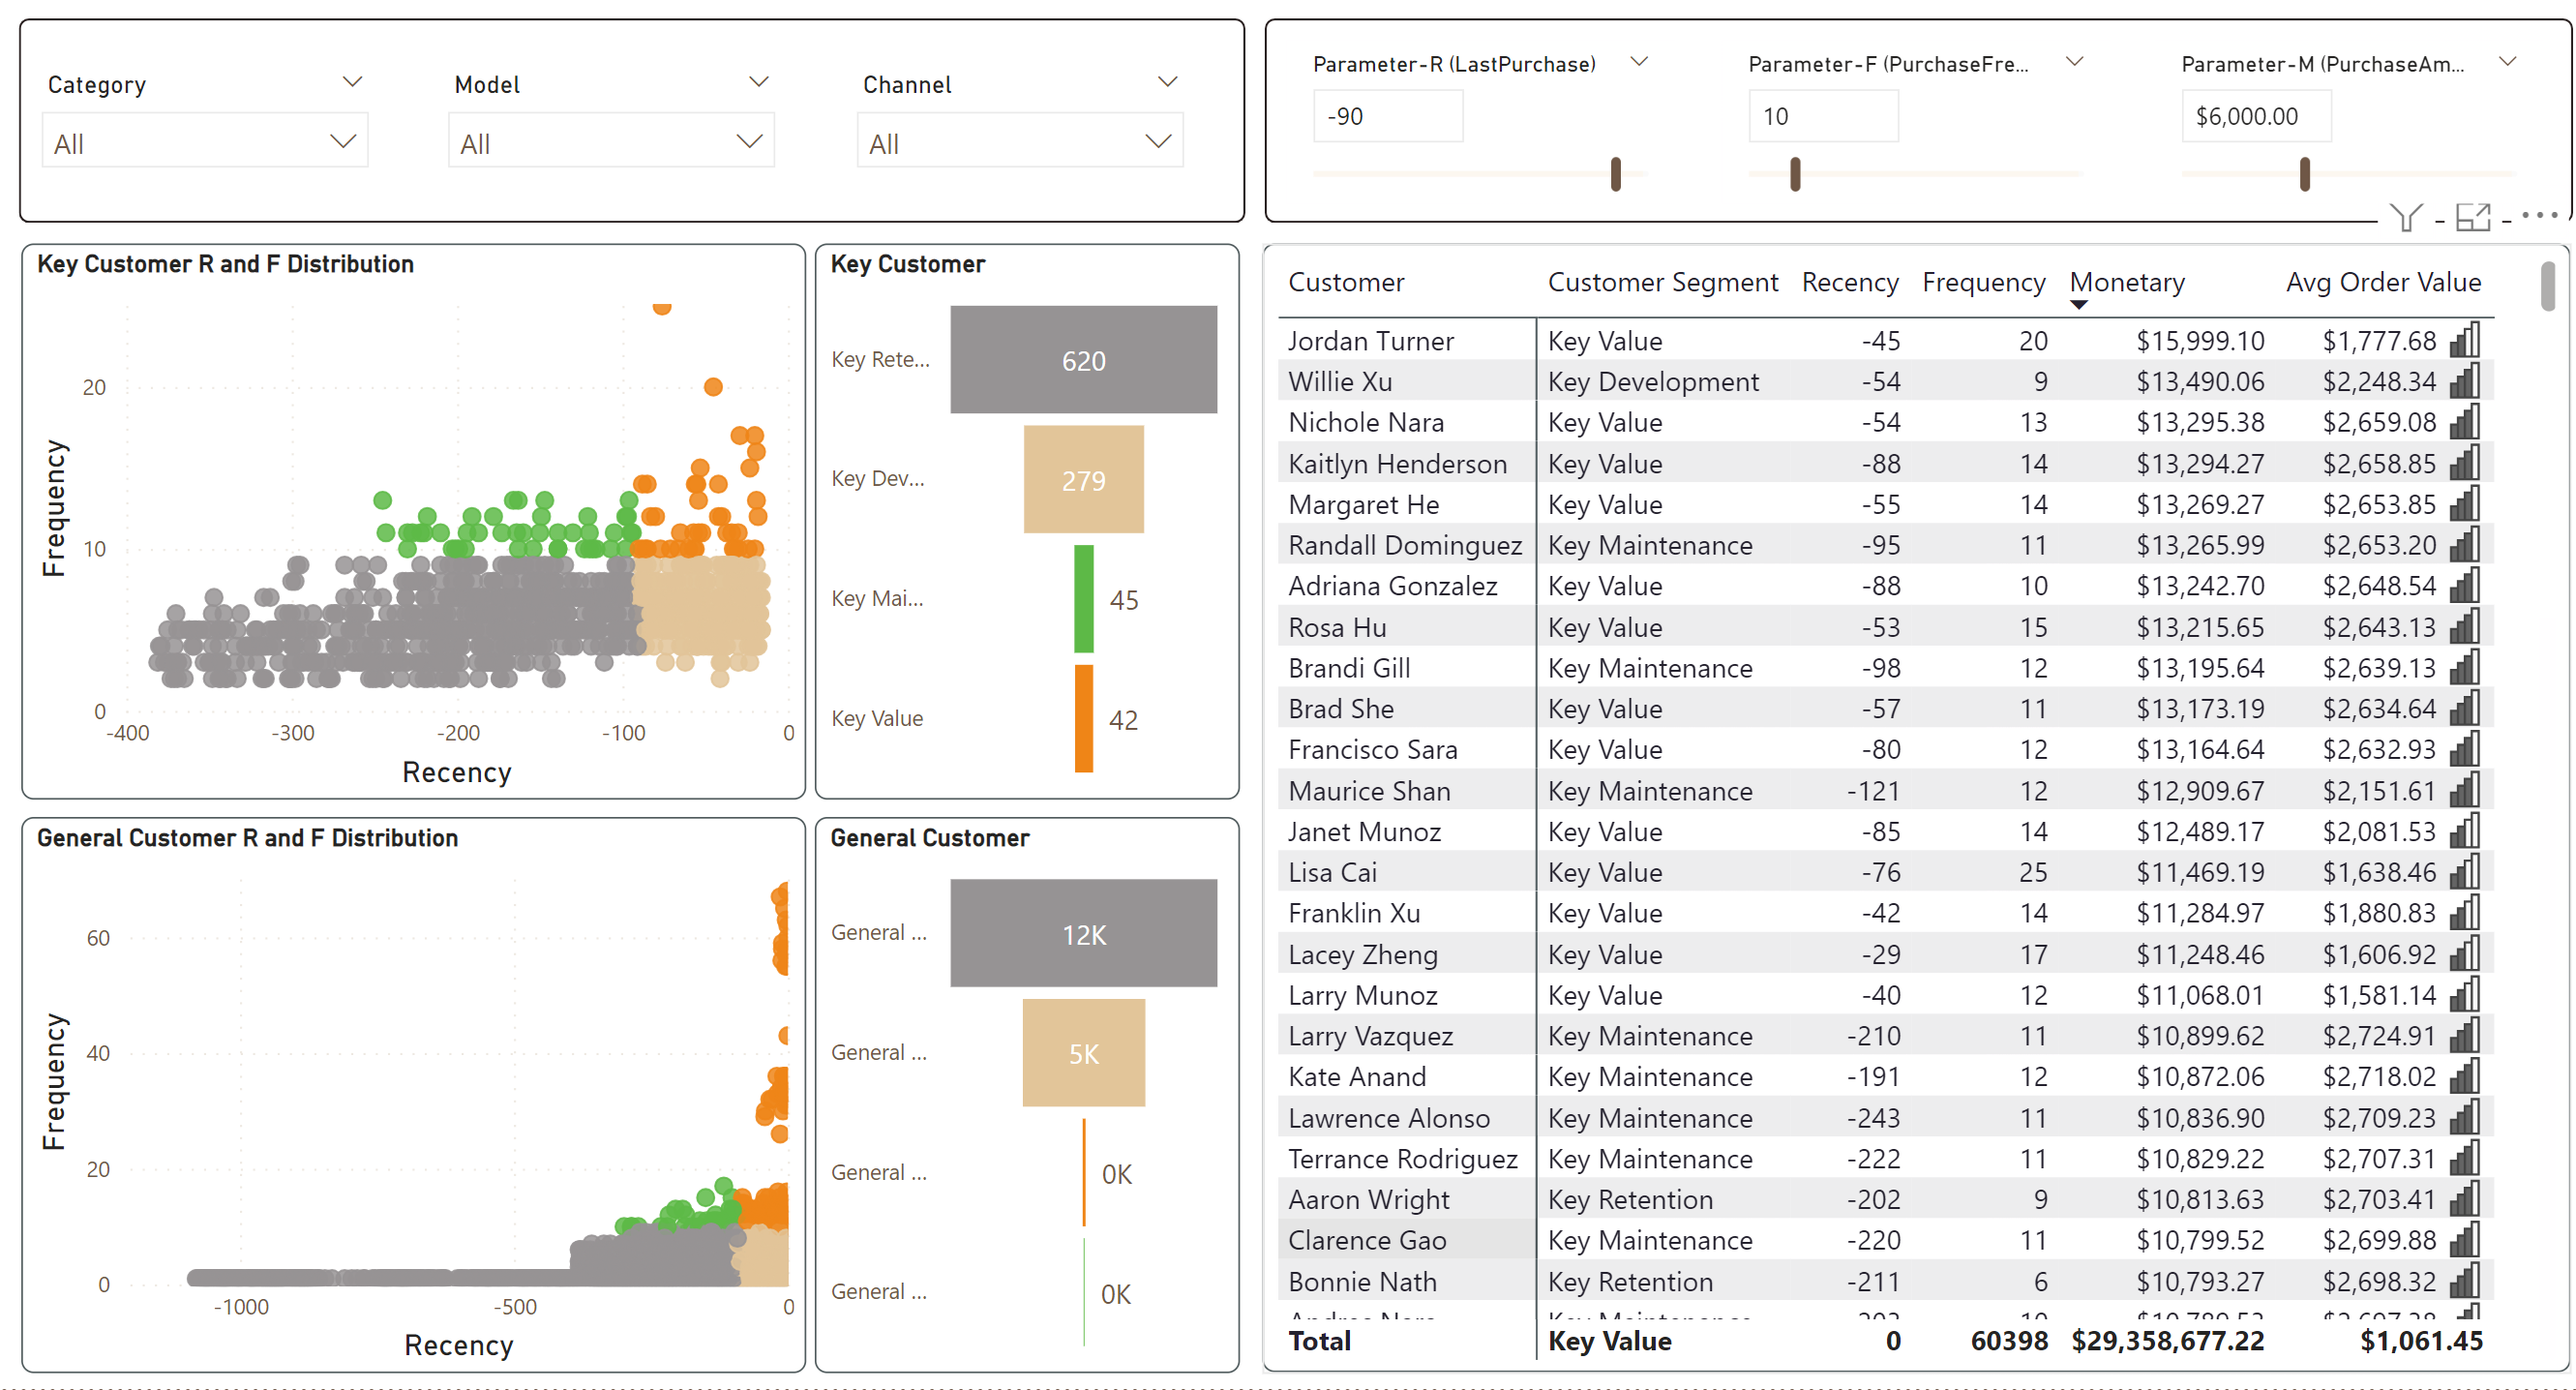 Category
Model
Channel
All
All
All
Parameter-R (LastPurchase)
Parameter-F (PurchaseFre...
Parameter-M (PurchaseAm...
-90
10
$6,000.00
Key Customer R and F Distribution
Frequency
20
10
0
-400 -300 -200 -100 0
Recency
Key Customer
Key Rete... 620
Key Dev... 279
Key Mai... 45
Key Value 42
General Customer R and F Distribution
Frequency
60
40
20
0
-1000 -500 0
Recency
General Customer
General ... 12K
General ... 5K
General ... 0K
General ... 0K
Customer Customer Segment Recency Frequency Monetary Avg Order Value
Jordan Turner Key Value -45 20 $15,999.10 $1,777.68
Willie Xu Key Development -54 9 $13,490.06 $2,248.34
Nichole Nara Key Value -54 13 $13,295.38 $2,659.08
Kaitlyn Henderson Key Value -88 14 $13,294.27 $2,658.85
Margaret He Key Value -55 14 $13,269.27 $2,653.85
Randall Dominguez Key Maintenance -95 11 $13,265.99 $2,653.20
Adriana Gonzalez Key Value -88 10 $13,242.70 $2,648.54
Rosa Hu Key Value -53 15 $13,215.65 $2,643.13
Brandi Gill Key Maintenance -98 12 $13,195.64 $2,639.13
Brad She Key Value -57 11 $13,173.19 $2,634.64
Francisco Sara Key Value -80 12 $13,164.64 $2,632.93
Maurice Shan Key Maintenance -121 12 $12,909.67 $2,151.61
Janet Munoz Key Value -85 14 $12,489.17 $2,081.53
Lisa Cai Key Value -76 25 $11,469.19 $1,638.46
Franklin Xu Key Value -42 14 $11,284.97 $1,880.83
Lacey Zheng Key Value -29 17 $11,248.46 $1,606.92
Larry Munoz Key Value -40 12 $11,068.01 $1,581.14
Larry Vazquez Key Maintenance -210 11 $10,899.62 $2,724.91
Kate Anand Key Maintenance -191 12 $10,872.06 $2,718.02
Lawrence Alonso Key Maintenance -243 11 $10,836.90 $2,709.23
Terrance Rodriguez Key Maintenance -222 11 $10,829.22 $2,707.31
Aaron Wright Key Retention -202 9 $10,813.63 $2,703.41
Clarence Gao Key Maintenance -220 11 $10,799.52 $2,699.88
Bonnie Nath Key Retention -211 6 $10,793.27 $2,698.32
Total Key Value 0 60398 $29,358,677.22 $1,061.45